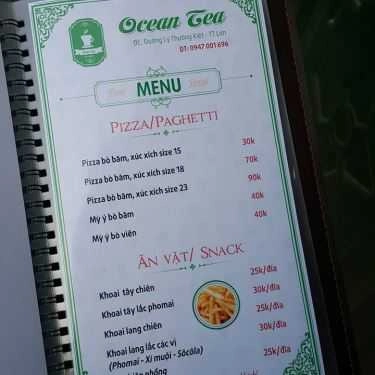 Ocean Tea
ĐC. Đường Lý Thường Kiệt - TT Liên
ĐT: 0947 001 696
MENU
PIZZA/PAGHETTI
Pizza bò băm, xúc xích size 15 30k
Pizza bò băm, xúc xích size 18 70k
Pizza bò băm, xúc xích size 23 90k
Mỳ ý bò băm 40k
Mỳ ý bò viên 40k
ĂN VẶT/ SNACK
Khoai tây chiên 25k/đĩa
Khoai tây lắc phomai 30k/đĩa
Khoai lang chiên 25k/đĩa
Khoai lang lắc các vị 30k/đĩa
(Phomai - Xí muội - Sôcôla)
phồng 25k/đĩa